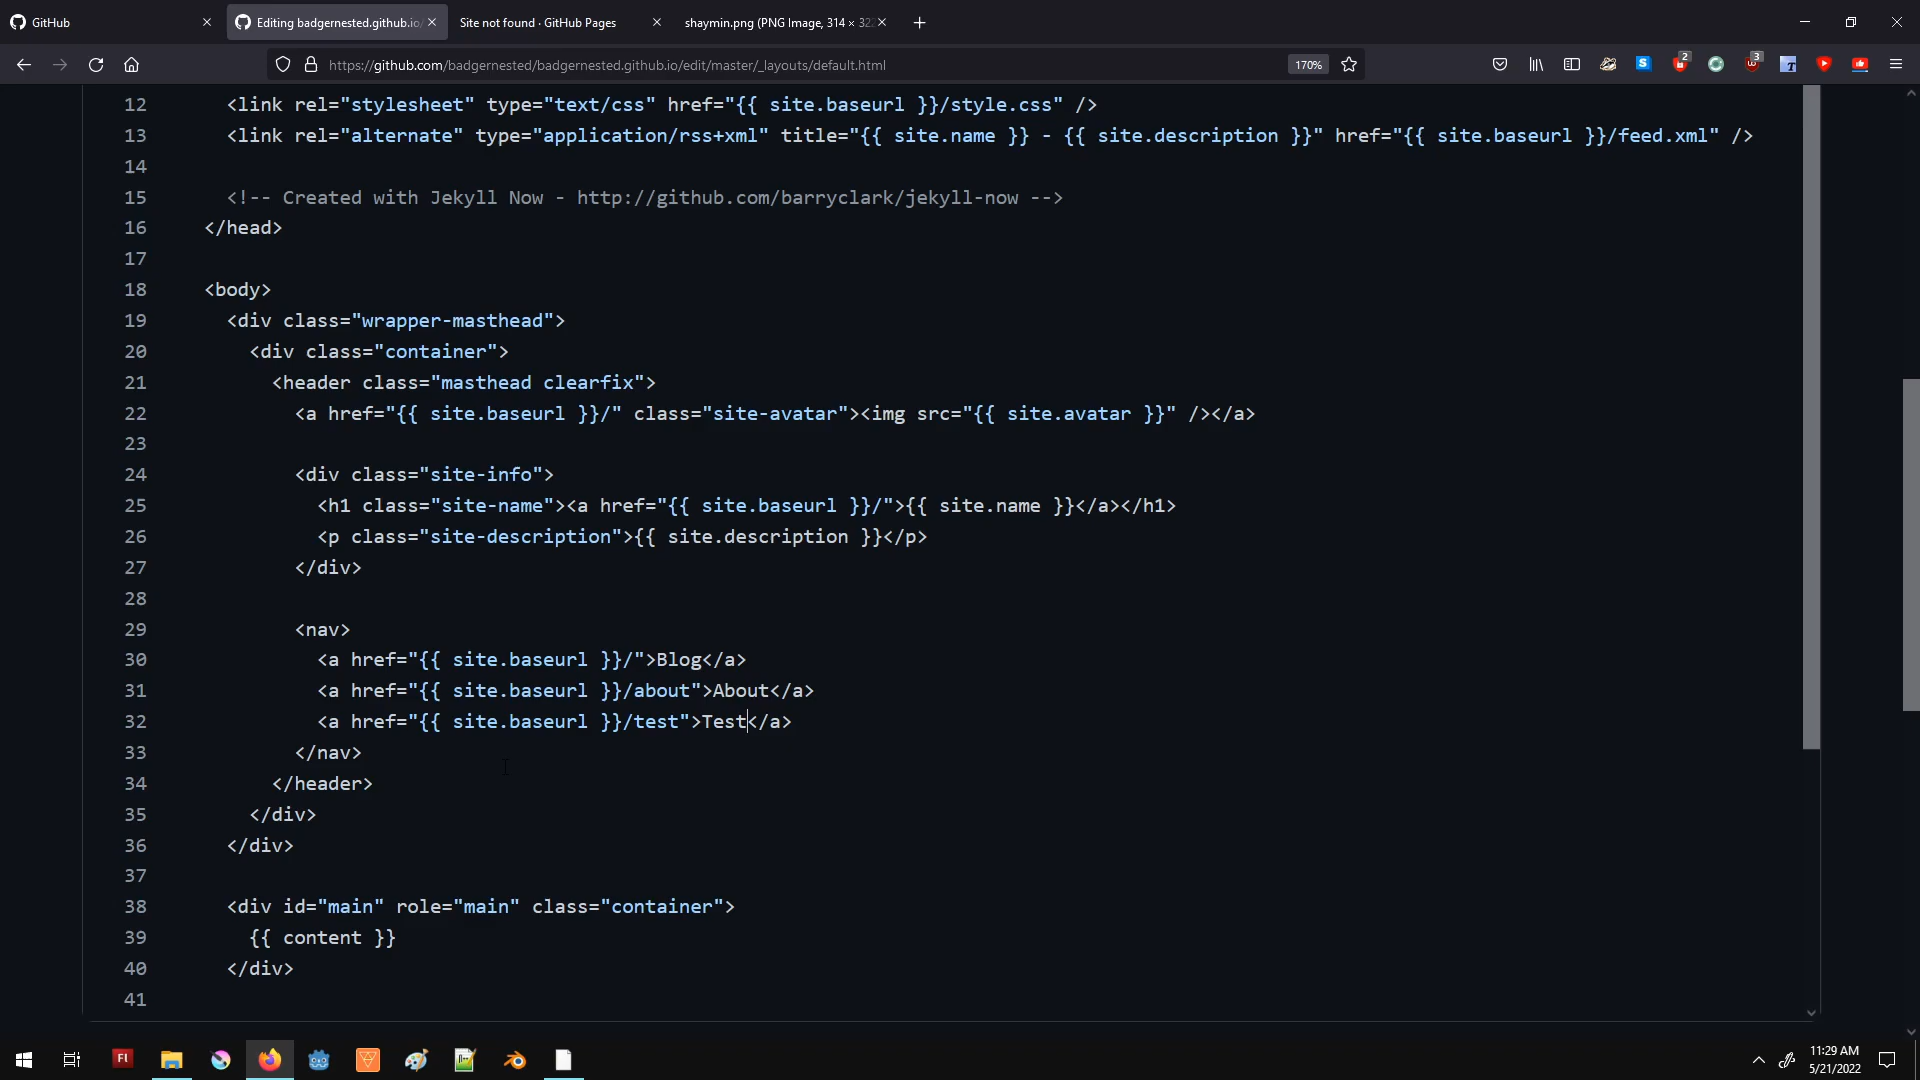 GitHub
Editing badgernested.github.io
Site not found · GitHub Pages
shaymin.png (PNG Image, 314 × 322
https://github.com/badgernested/badgernested.github.io/edit/master/_layouts/default.html
170%
2
3
12 <link rel="stylesheet" type="text/css" href="{{ site.baseurl }}/style.css" />
13 <link rel="alternate" type="application/rss+xml" title="{{ site.name }} - {{ site.description }}" href="{{ site.baseurl }}/feed.xml" />
14
15 <!-- Created with Jekyll Now - http://github.com/barryclark/jekyll-now -->
16 </head>
17
18 <body>
19 <div class="wrapper-masthead">
20 <div class="container">
21 <header class="masthead clearfix">
22 <a href="{{ site.baseurl }}/" class="site-avatar"><img src="{{ site.avatar }}" /></a>
23
24 <div class="site-info">
25 <h1 class="site-name"><a href="{{ site.baseurl }}/">{{ site.name }}</a></h1>
26 <p class="site-description">{{ site.description }}</p>
27 </div>
28
29 <nav>
30 <a href="{{ site.baseurl }}/">Blog</a>
31 <a href="{{ site.baseurl }}/about">About</a>
32 <a href="{{ site.baseurl }}/test">Test</a>
33 </nav>
34 </header>
35 </div>
36 </div>
37
38 <div id="main" role="main" class="container">
39 {{ content }}
40 </div>
41
Fl
11:29 AM
5/21/2022